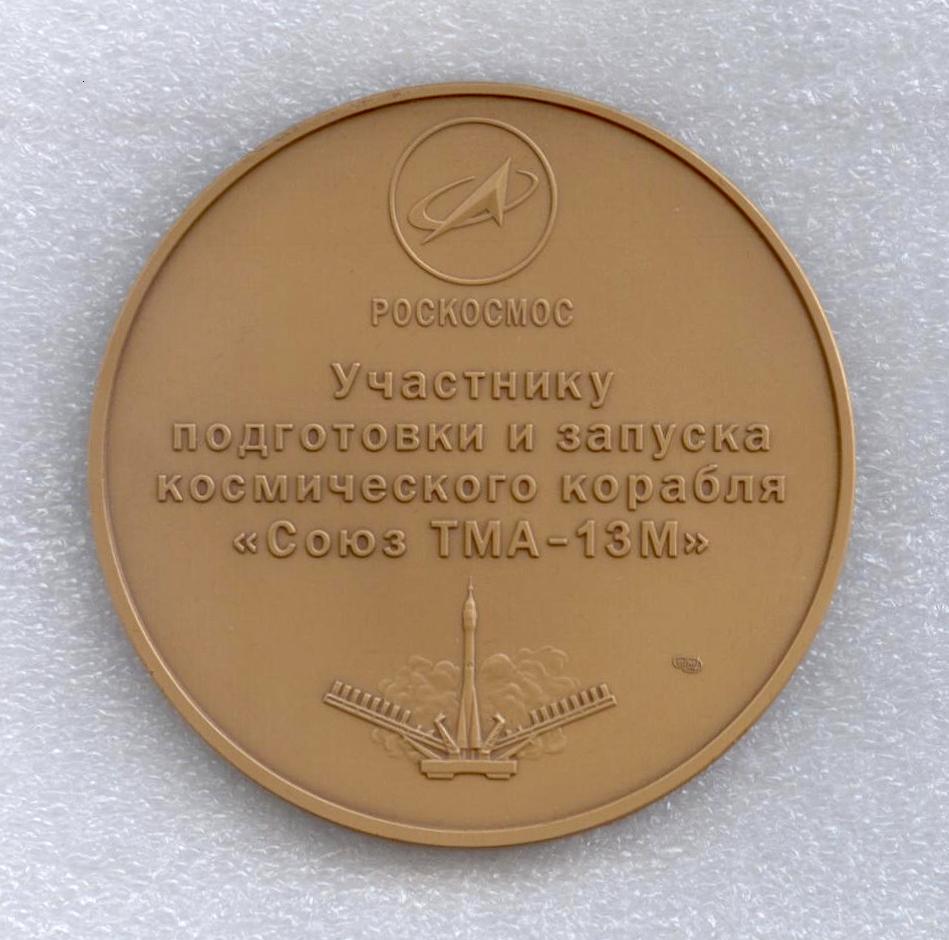 РОСКОСМОС
Участнику
подготовки и запуска
космического корабля
«Союз ТМА-13М»